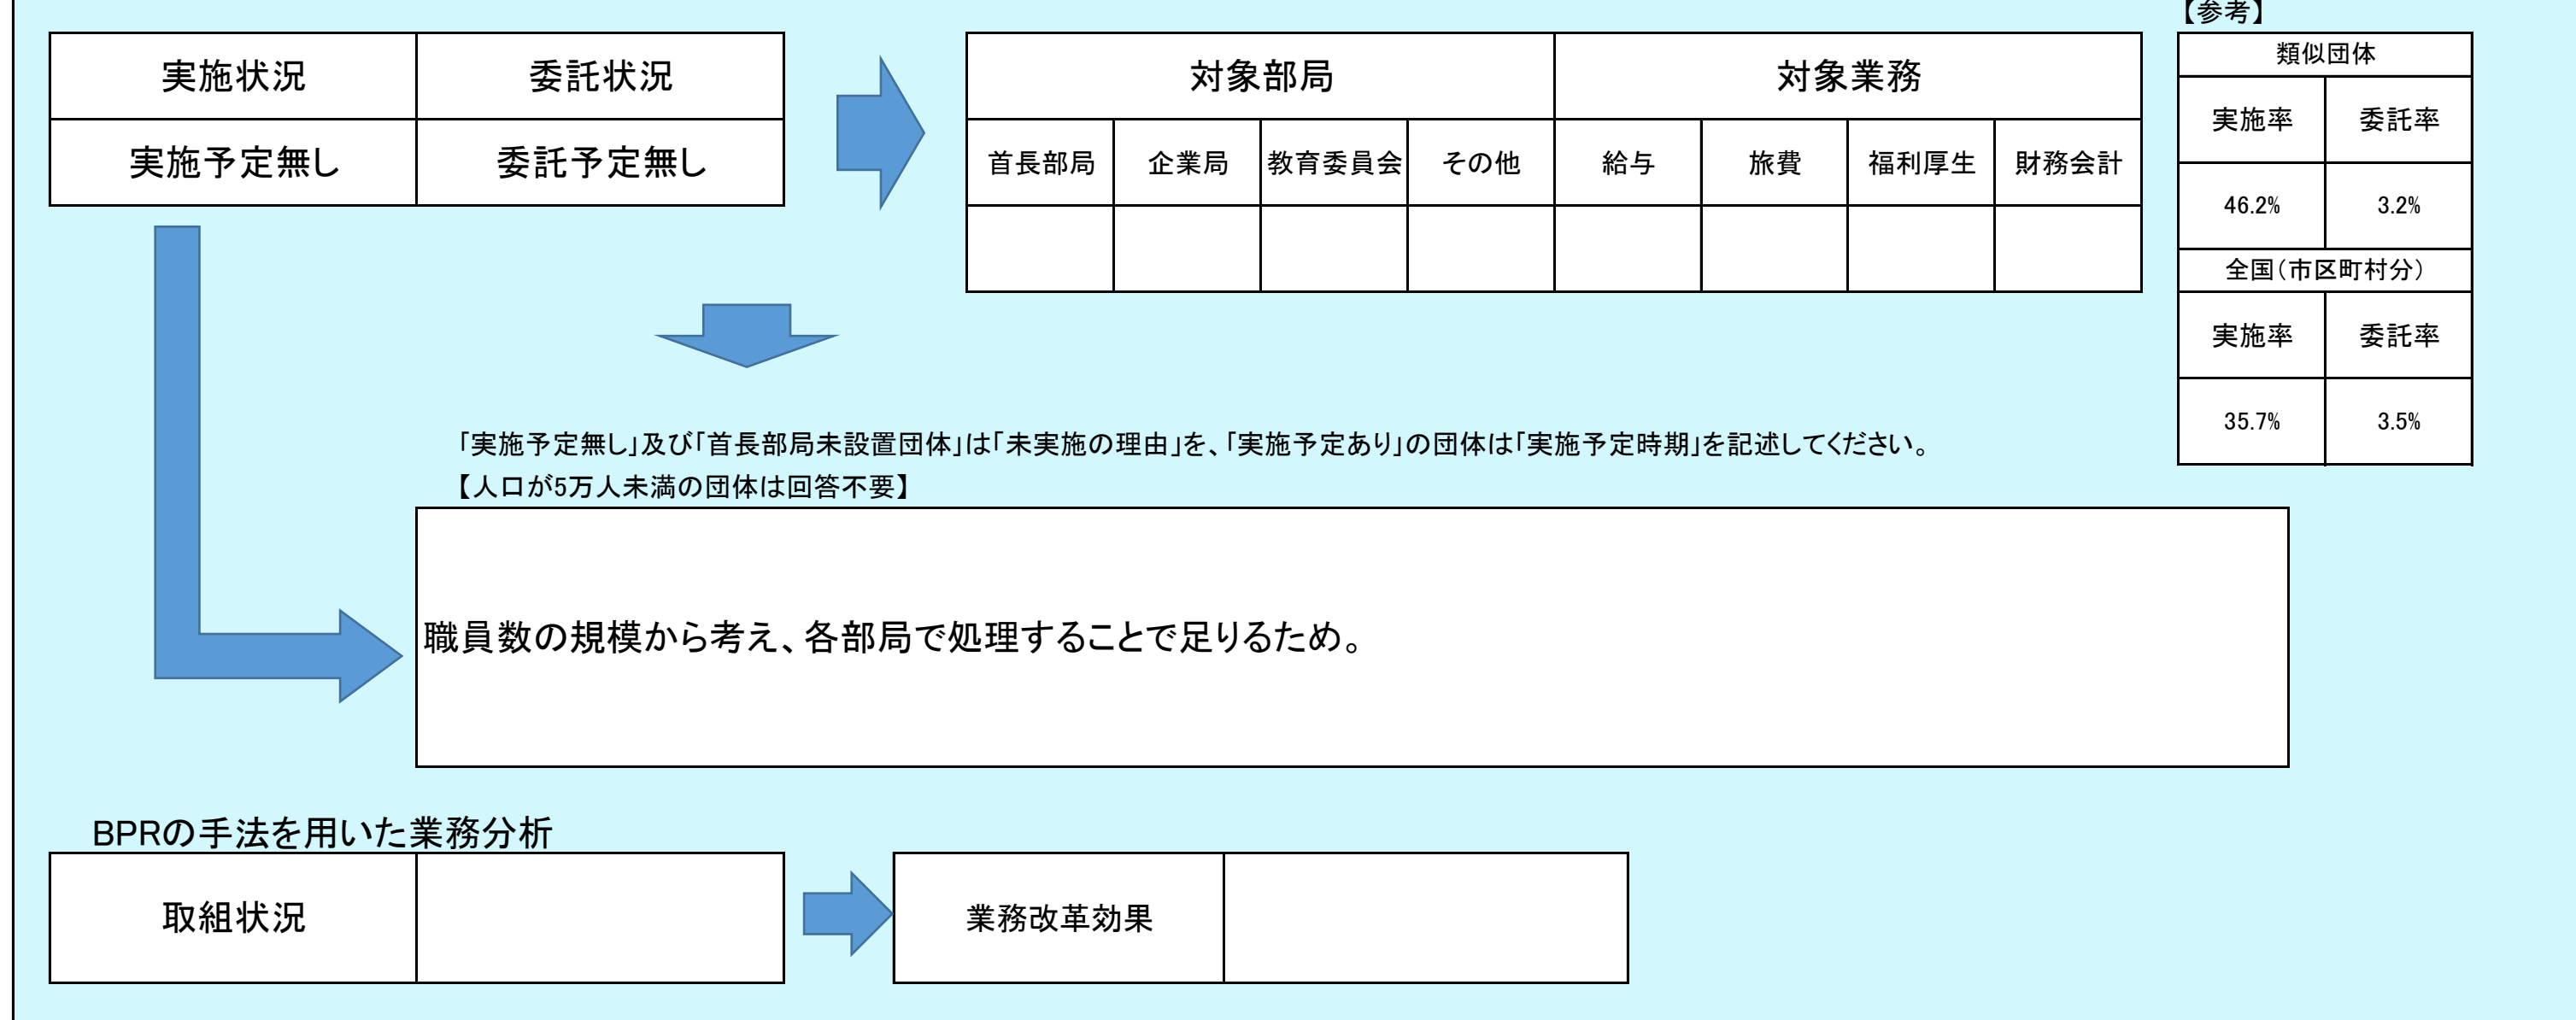 【参考】
実施状況 委託状況
実施予定無し 委託予定無し
対象部局 対象業務
首長部局 企業局 教育委員会 その他 給与 旅費 福利厚生 財務会計
類似団体
実施率 委託率
46.2% 3.2%
全国(市区町村分)
実施率 委託率
35.7% 3.5%
「実施予定無し」及び「首長部局未設置団体」は「未実施の理由」を、「実施予定あり」の団体は「実施予定時期」を記述してください。
【人口が5万人未満の団体は回答不要】
職員数の規模から考え、各部局で処理することで足りるため。
BPRの手法を用いた業務分析
取組状況
業務改革効果